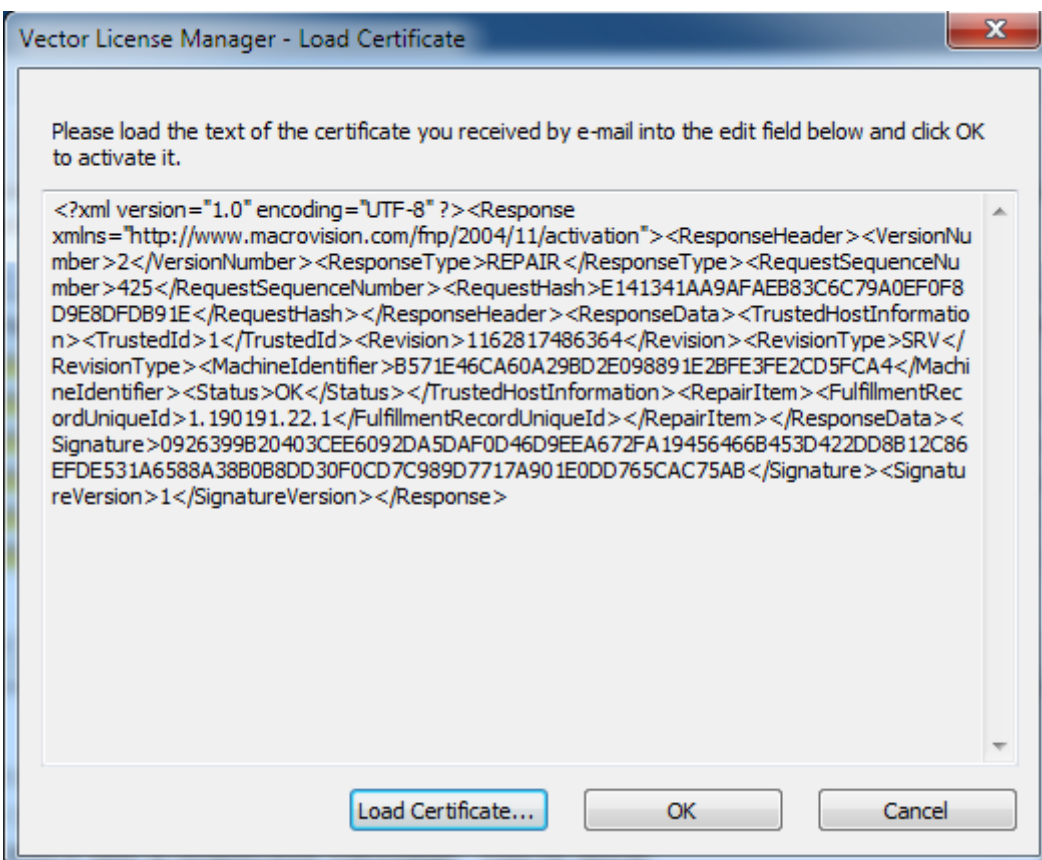 Vector License Manager - Load Certificate
Please load the text of the certificate you received by e-mail into the edit field below and click OK
to activate it.
<?xml version="1.0" encoding="UTF-8" ?><Response
xmlns="http://www.macrovision.com/fnp/2004/11/activation"><ResponseHeader><VersionNu
mber>2</VersionNumber><ResponseType>REPAIR</ResponseType><RequestSequenceNu
mber>425</RequestSequenceNumber><RequestHash>E141341AA9AFAEB83C6C79A0EF0F8
D9E8DFDB91E</RequestHash></ResponseHeader><ResponseData><TrustedHostInformatio
n><TrustedId>1</TrustedId><Revision>1162817486364</Revision><RevisionType>SRV</
RevisionType><MachineIdentifier>B571E46CA60A29BD2E098891E2BFE3FE2CD5FCA4</Machi
neIdentifier><Status>OK</Status></TrustedHostInformation><RepairItem><FulfillmentRec
ordUniqueId>1.190191.22.1</FulfillmentRecordUniqueId></RepairItem></ResponseData><
Signature>0926399B20403CEE6092DA5DAF0D46D9EEA672FA19456466B453D422DD8B12C86
EFDE531A6588A38B0B8DD30F0CD7C989D7717A901E0DD765CAC75AB</Signature><Signatu
reVersion>1</SignatureVersion></Response>
Load Certificate... OK Cancel